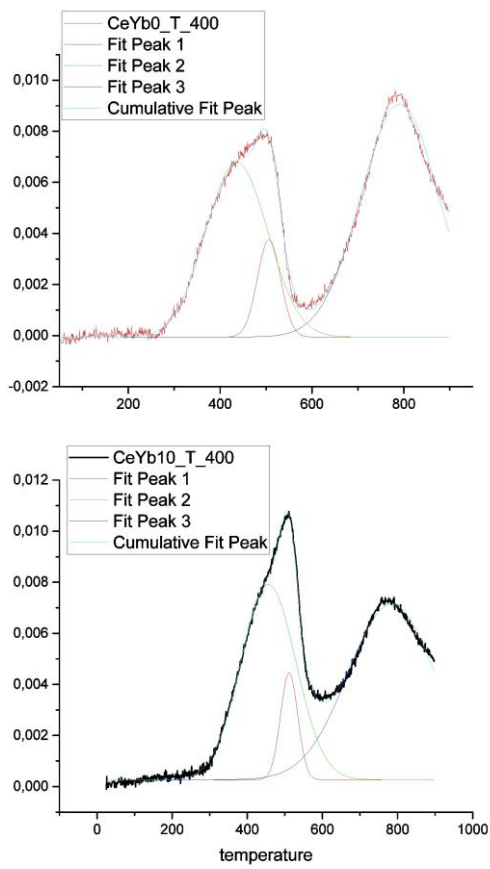 CeYb0_T_400
Fit Peak 1
Fit Peak 2
Fit Peak 3
Cumulative Fit Peak
0,010
0,008
0,006
0,004
0,002
0,000
-0,002
200 400 600 800
CeYb10_T_400
Fit Peak 1
Fit Peak 2
Fit Peak 3
Cumulative Fit Peak
0,012
0,010
0,008
0,006
0,004
0,002
0,000
0 200 400 600 800 1000
temperature